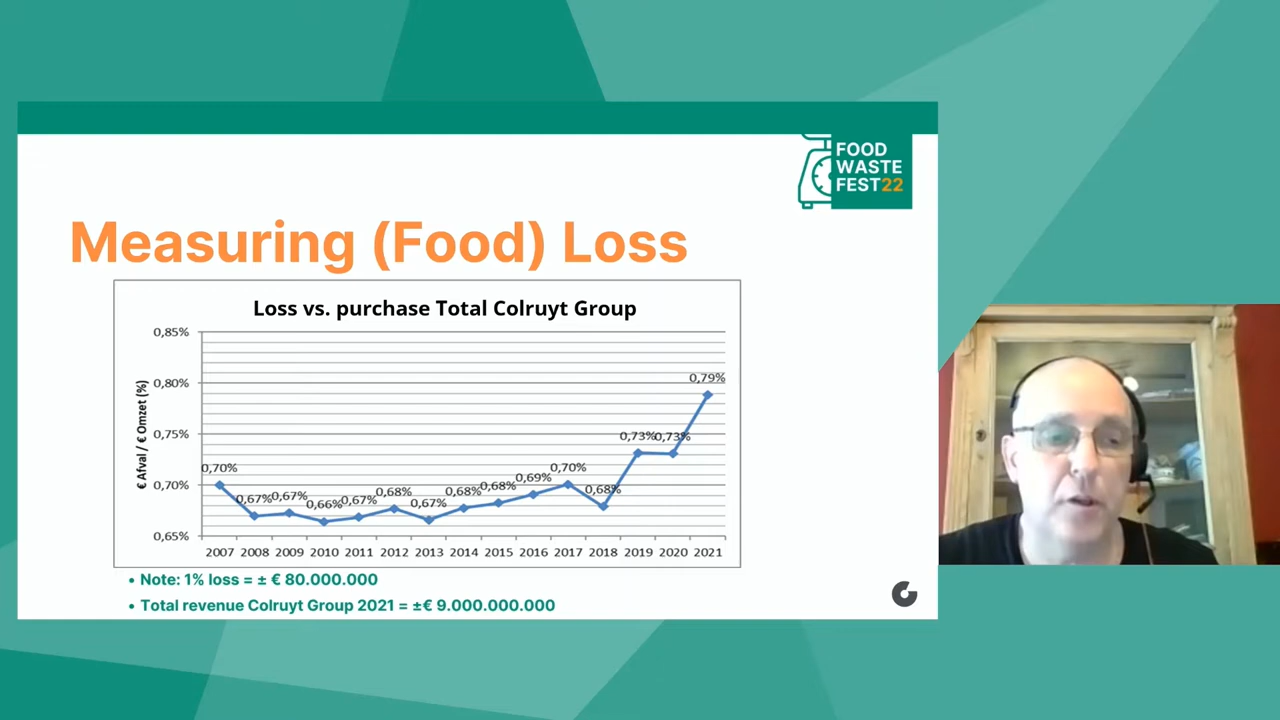 FOOD
WASTE
FEST22
Measuring (Food) Loss
Loss vs. purchase Total Colruyt Group
€ Afval / € Omzet (%)
0,85%
0,80%
0,75%
0,70%
0,65%
0,70%
0,67%
0,67%
0,66%
0,67%
0,68%
0,67%
0,68%
0,68%
0,69%
0,70%
0,68%
0,73%
0,73%
0,79%
2007 2008 2009 2010 2011 2012 2013 2014 2015 2016 2017 2018 2019 2020 2021
• Note: 1% loss = ± € 80.000.000
• Total revenue Colruyt Group 2021 = ±€ 9.000.000.000